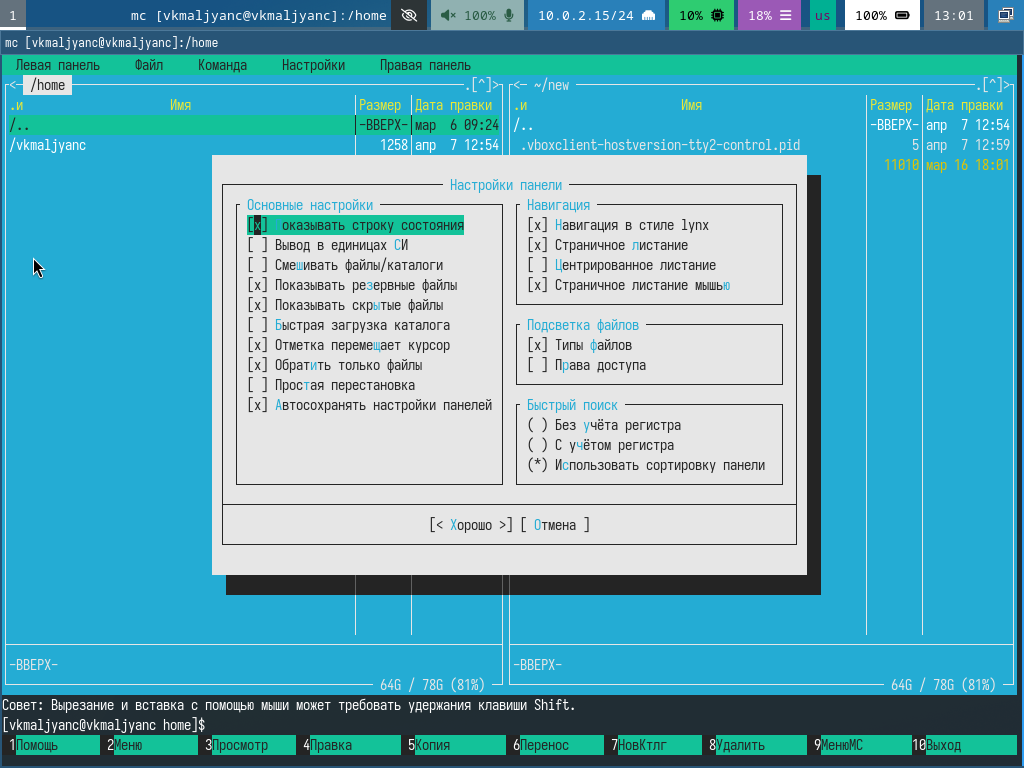 1 mc [vkmaljyanc@vkmaljyanc]:/home 100% 10.0.2.15/24 10% 18% us 100% 13:01
mc [vkmaljyanc@vkmaljyanc]:/home
Левая панель Файл Команда Настройки Правая панель
<─ /home .[^]> <─ ~/new .[^]>
.и Имя Размер Дата правки .и Имя Размер Дата правки
/.. -ВВЕРХ- мар 6 09:24 /.. -ВВЕРХ- апр 7 12:54
/vkmaljyanc 1258 апр 7 12:54 .vboxclient-hostversion-tty2-control.pid 5 апр 7 12:59
11010 мар 16 18:01
Настройки панели
Основные настройки
[x] оказывать строку состояния
[ ] Вывод в единицах СИ
[ ] Смешивать файлы/каталоги
[x] Показывать резервные файлы
[x] Показывать скрытые файлы
[ ] Быстрая загрузка каталога
[x] Отметка перемещает курсор
[x] Обратить только файлы
[ ] Простая перестановка
[x] Автосохранять настройки панелей
Навигация
[x] Навигация в стиле lynx
[x] Страничное листание
[ ] Центрированное листание
[x] Страничное листание мышью
Подсветка файлов
[x] Типы файлов
[ ] Права доступа
Быстрый поиск
( ) Без учёта регистра
( ) С учётом регистра
(*) Использовать сортировку панели
[< Хорошо >] [ Отмена ]
-ВВЕРХ- -ВВЕРХ-
64G / 78G (81%) 64G / 78G (81%)
Совет: Вырезание и вставка с помощью мыши может требовать удержания клавиши Shift.
[vkmaljyanc@vkmaljyanc home]$
1Помощь 2Меню 3Просмотр 4Правка 5Копия 6Перенос 7НовКтлг 8Удалить 9МенюMC 10Выход